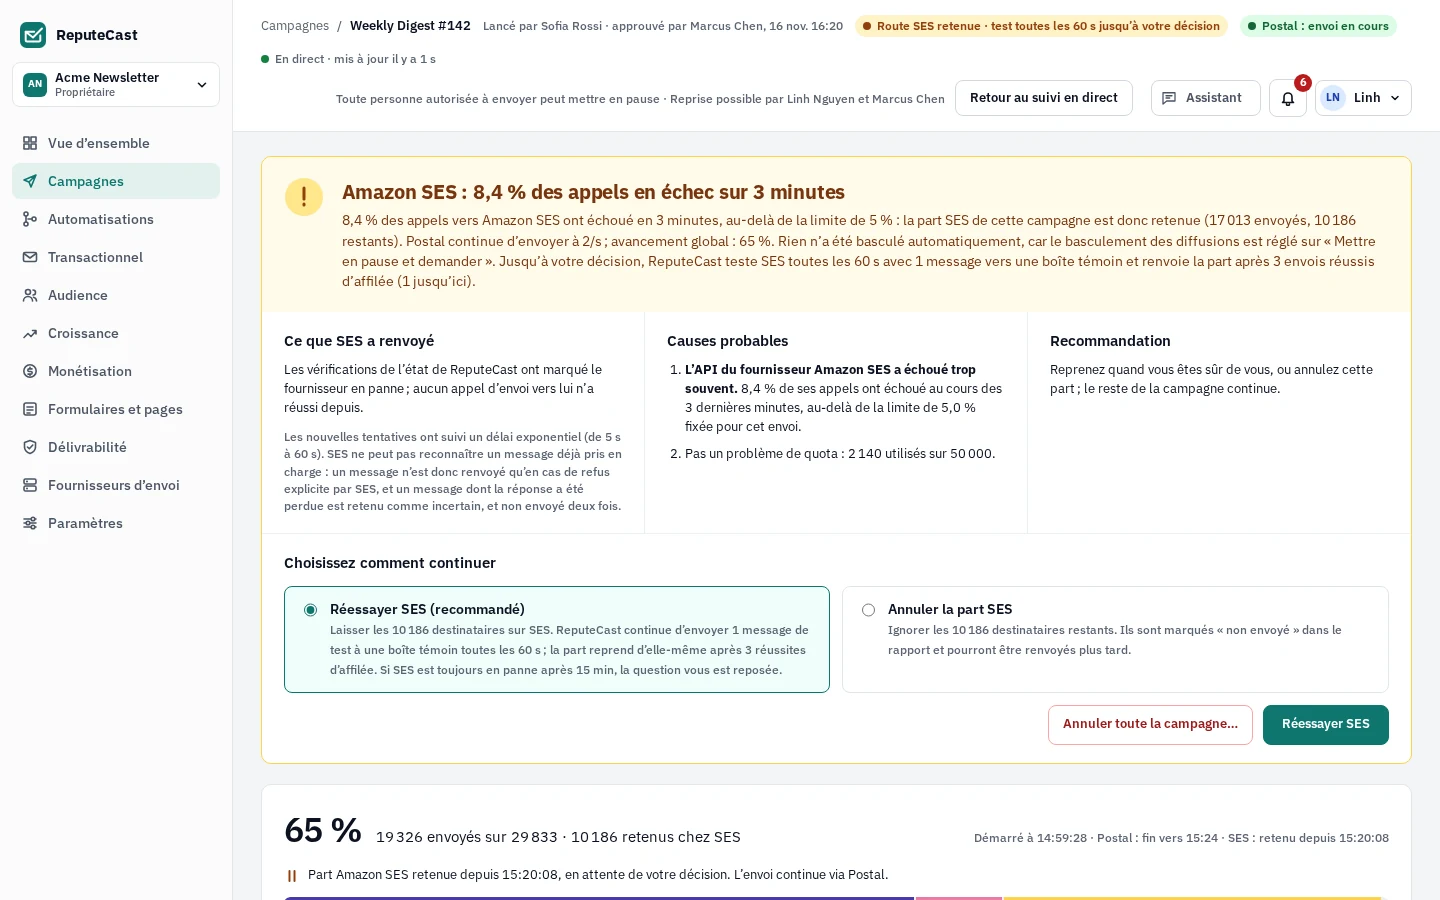 ReputeCast
AN
Acme Newsletter
Propriétaire
Vue d’ensemble
Campagnes
Automatisations
Transactionnel
Audience
Croissance
Monétisation
Formulaires et pages
Délivrabilité
Fournisseurs d’envoi
Paramètres
Campagnes / Weekly Digest #142 Lancé par Sofia Rossi · approuvé par Marcus Chen, 16 nov. 16:20 Route SES retenue · test toutes les 60 s jusqu’à votre décision Postal : envoi en cours
En direct · mis à jour il y a 1 s
Toute personne autorisée à envoyer peut mettre en pause · Reprise possible par Linh Nguyen et Marcus Chen
Retour au suivi en direct
Assistant
6
LN Linh
Amazon SES : 8,4 % des appels en échec sur 3 minutes
8,4 % des appels vers Amazon SES ont échoué en 3 minutes, au-delà de la limite de 5 % : la part SES de cette campagne est donc retenue (17 013 envoyés, 10 186
restants). Postal continue d’envoyer à 2/s ; avancement global : 65 %. Rien n’a été basculé automatiquement, car le basculement des diffusions est réglé sur « Mettre
en pause et demander ». Jusqu’à votre décision, ReputeCast teste SES toutes les 60 s avec 1 message vers une boîte témoin et renvoie la part après 3 envois réussis
d’affilée (1 jusqu’ici).
Ce que SES a renvoyé
Les vérifications de l’état de ReputeCast ont marqué le
fournisseur en panne ; aucun appel d’envoi vers lui n’a
réussi depuis.
Les nouvelles tentatives ont suivi un délai exponentiel (de 5 s
à 60 s). SES ne peut pas reconnaître un message déjà pris en
charge : un message n’est donc renvoyé qu’en cas de refus
explicite par SES, et un message dont la réponse a été
perdue est retenu comme incertain, et non envoyé deux fois.
Causes probables
1. L’API du fournisseur Amazon SES a échoué trop
souvent. 8,4 % de ses appels ont échoué au cours des
3 dernières minutes, au-delà de la limite de 5,0 %
fixée pour cet envoi.
2. Pas un problème de quota : 2 140 utilisés sur 50 000.
Recommandation
Reprenez quand vous êtes sûr de vous, ou annulez cette
part ; le reste de la campagne continue.
Choisissez comment continuer
Réessayer SES (recommandé)
Laisser les 10 186 destinataires sur SES. ReputeCast continue d’envoyer 1 message de
test à une boîte témoin toutes les 60 s ; la part reprend d’elle-même après 3 réussites
d’affilée. Si SES est toujours en panne après 15 min, la question vous est reposée.
Annuler la part SES
Ignorer les 10 186 destinataires restants. Ils sont marqués « non envoyé » dans le
rapport et pourront être renvoyés plus tard.
Annuler toute la campagne…
Réessayer SES
65 % 19 326 envoyés sur 29 833 · 10 186 retenus chez SES
Démarré à 14:59:28 · Postal : fin vers 15:24 · SES : retenu depuis 15:20:08
Part Amazon SES retenue depuis 15:20:08, en attente de votre décision. L’envoi continue via Postal.